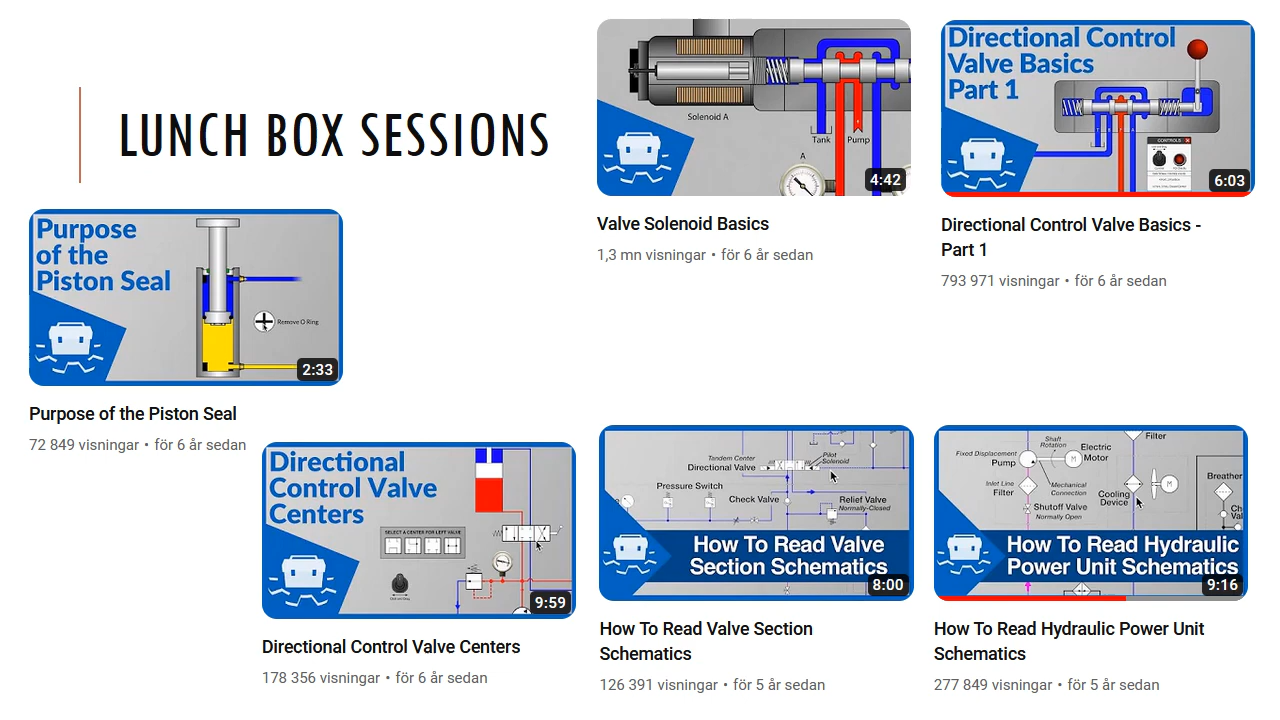 LUNCH BOX SESSIONS
Solenoid A
Tank
Pump
A
4:42
Valve Solenoid Basics
1,3 mn visningar • för 6 år sedan
Directional Control
Valve Basics
Part 1
CONTROLS
6:03
Directional Control Valve Basics -
Part 1
793 971 visningar • för 6 år sedan
Purpose
of the
Piston Seal
Remove O Ring
2:33
Purpose of the Piston Seal
72 849 visningar • för 6 år sedan
Directional
Control Valve
Centers
SELECT A CENTER FOR LEFT VALVE
9:59
Directional Control Valve Centers
178 356 visningar • för 6 år sedan
Tandem Center
Directional Valve
Pilot
Solenoid
Pressure Switch
Check Valve
Relief Valve
Normally-Closed
How To Read Valve
Section Schematics
8:00
How To Read Valve Section
Schematics
126 391 visningar • för 5 år sedan
Filter
Shaft
Rotation
Electric
Motor
M
Fixed Displacement
Pump
Inlet Line
Filter
Mechanical
Connection
Cooling
Device
M
Breather
Shutoff Valve
Normally Open
How To Read Hydraulic
Power Unit Schematics
9:16
How To Read Hydraulic Power Unit
Schematics
277 849 visningar • för 5 år sedan